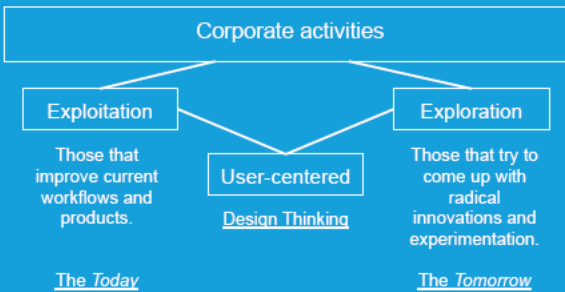 Corporate activities
Exploitation
Exploration
Those that
improve current
workflows and
products.
User-centered
Design Thinking
Those that try to
come up with
radical
innovations and
experimentation.
The Today
The Tomorrow